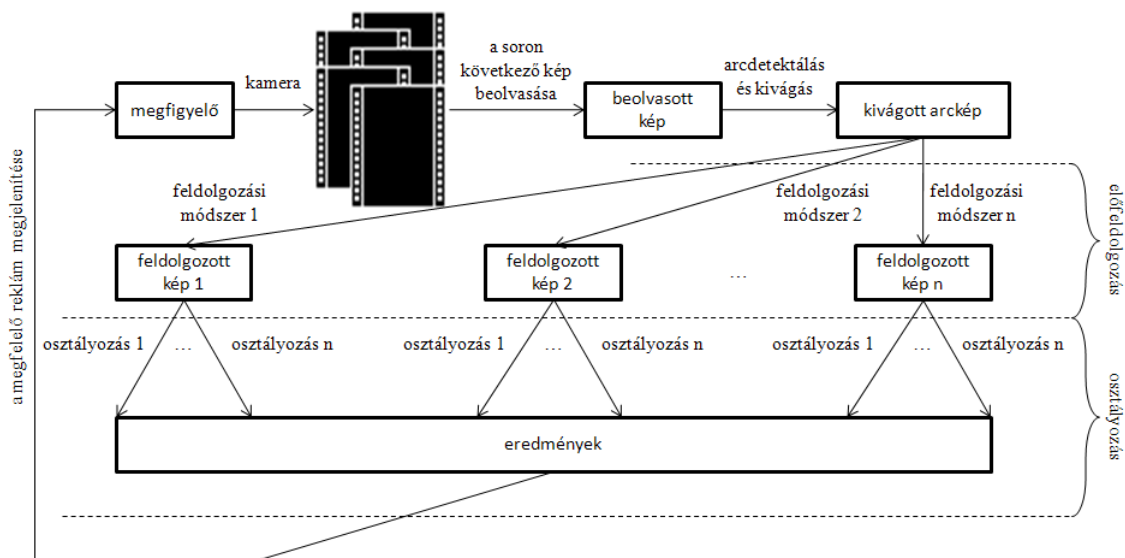 a soron
következő kép
beolvasása
kamera
arcdetektálás
és kivágás
megfigyelő
beolvasott
kép
kivágott arckép
feldolgozási
módszer 1
feldolgozási
módszer 2
feldolgozási
módszer n
előfeldolgozás
a megfelelő reklám megjelenítése
feldolgozott
kép 1
feldolgozott
kép 2
...
feldolgozott
kép n
osztályozás 1
...
osztályozás n
osztályozás 1
...
osztályozás n
osztályozás 1
...
osztályozás n
osztályozás
eredmények